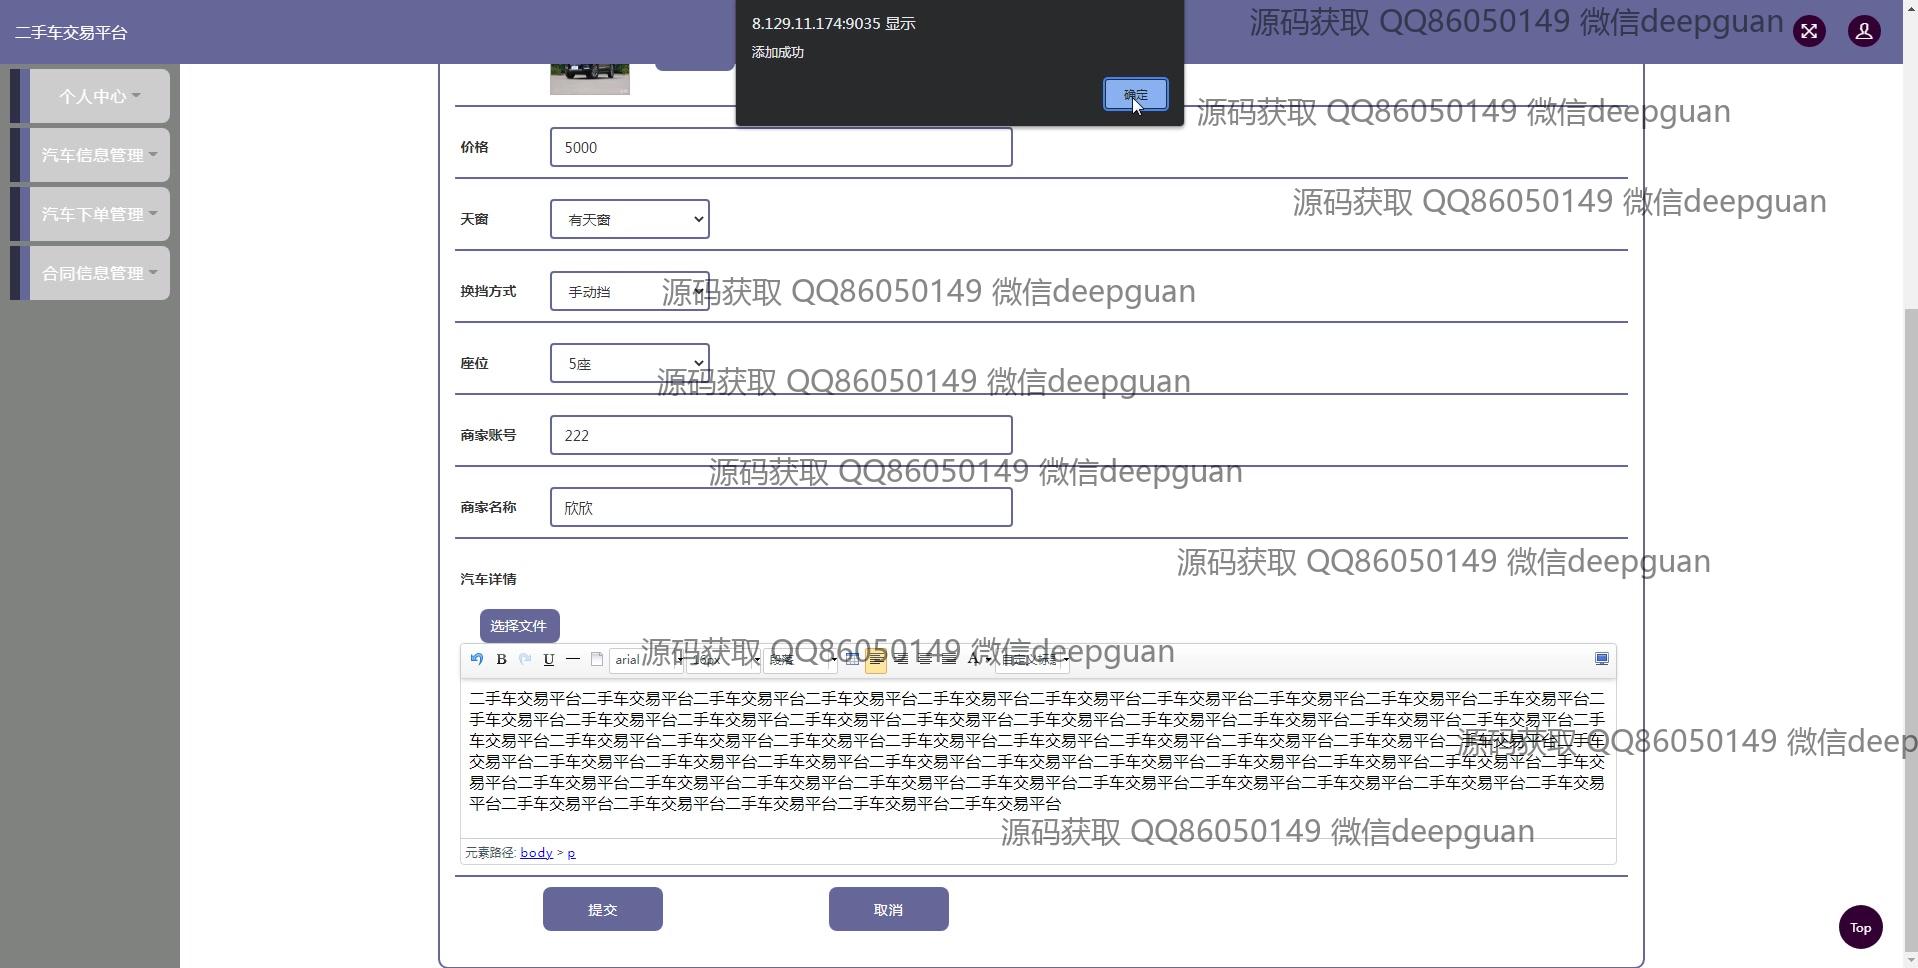 二手车交易平台
8.129.11.174:9035 显示
添加成功
确定
源码获取 QQ86050149 微信deepguan
个人中心
汽车信息管理
汽车下单管理
合同信息管理
源码获取 QQ86050149 微信deepguan
价格
5000
源码获取 QQ86050149 微信deepguan
天窗
有天窗
换挡方式
手动挡
源码获取 QQ86050149 微信deepguan
座位
5座
源码获取 QQ86050149 微信deepguan
商家账号
222
源码获取 QQ86050149 微信deepguan
商家名称
欣欣
源码获取 QQ86050149 微信deepguan
汽车详情
选择文件
源码获取 QQ86050149 微信deepguan
B U arial 16px 段落 A 自定义标题
二手车交易平台二手车交易平台二手车交易平台二手车交易平台二手车交易平台二手车交易平台二手车交易平台二手车交易平台二手车交易平台二手车交易平台二
手车交易平台二手车交易平台二手车交易平台二手车交易平台二手车交易平台二手车交易平台二手车交易平台二手车交易平台二手车交易平台二手车交易平台二手
车交易平台二手车交易平台二手车交易平台二手车交易平台二手车交易平台二手车交易平台二手车交易平台二手车交易平台二手车交易平台二手车交易平台二手车
交易平台二手车交易平台二手车交易平台二手车交易平台二手车交易平台二手车交易平台二手车交易平台二手车交易平台二手车交易平台二手车交易平台二手车交
易平台二手车交易平台二手车交易平台二手车交易平台二手车交易平台二手车交易平台二手车交易平台二手车交易平台二手车交易平台二手车交易平台二手车交易
平台二手车交易平台二手车交易平台二手车交易平台二手车交易平台二手车交易平台
源码获取 QQ86050149 微信deep
源码获取 QQ86050149 微信deepguan
元素路径: body > p
提交
取消
Top